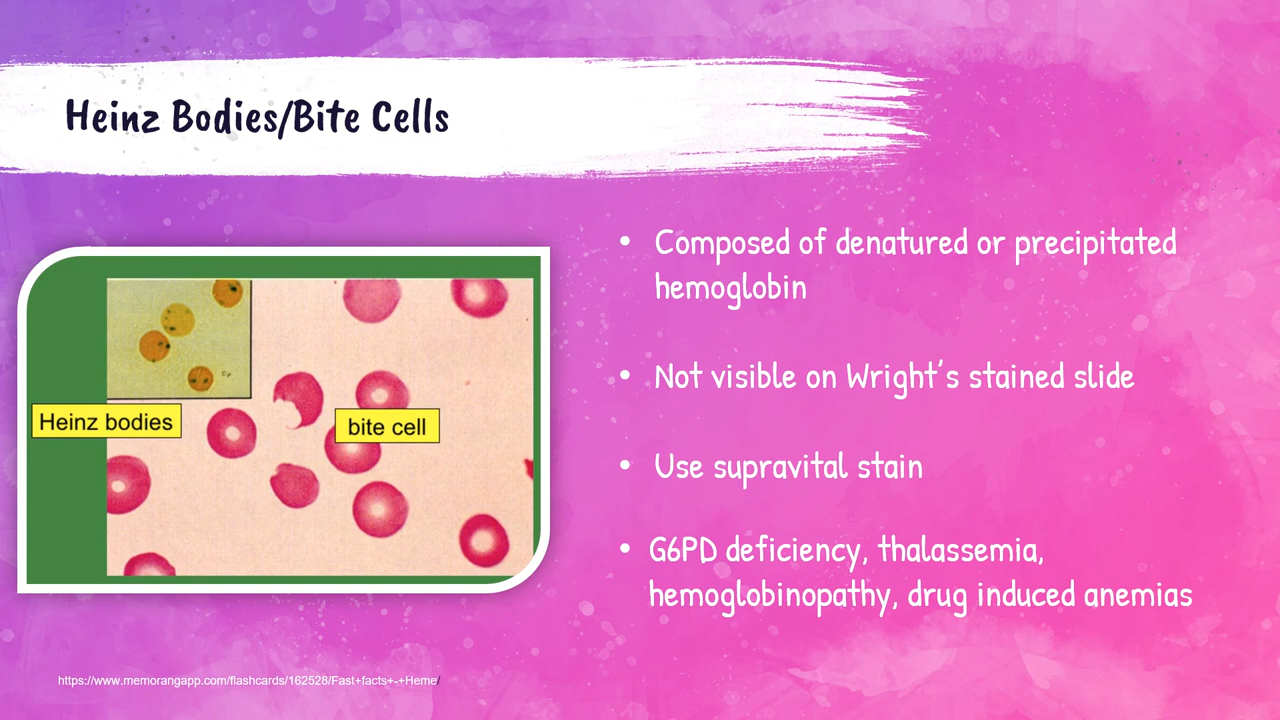 Heinz Bodies/Bite Cells
• Composed of denatured or precipitated
hemoglobin
• Not visible on Wright's stained slide
• Use supravital stain
• G6PD deficiency, thalassemia,
hemoglobinopathy, drug induced anemias
Heinz bodies
bite cell
https://www.memorangapp.com/flashcards/162528/Fast+facts+-+Heme/